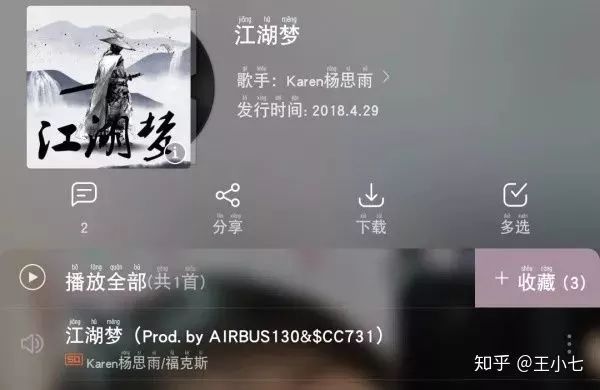 江湖梦
江湖梦
歌手：Karen杨思雨
发行时间: 2018.4.29
2
分享
下载
多选
播放全部(共1首)
+ 收藏（3）
江湖梦（Prod. by AIRBUS130&$CC731）
SQ Karen杨思雨/福克斯
知乎 @王小七